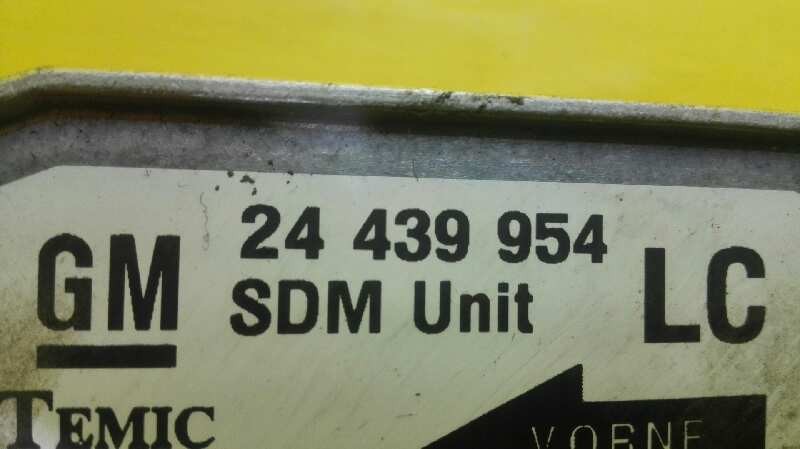 24 439 954
GM SDM Unit LC
TEMIC
VORNE